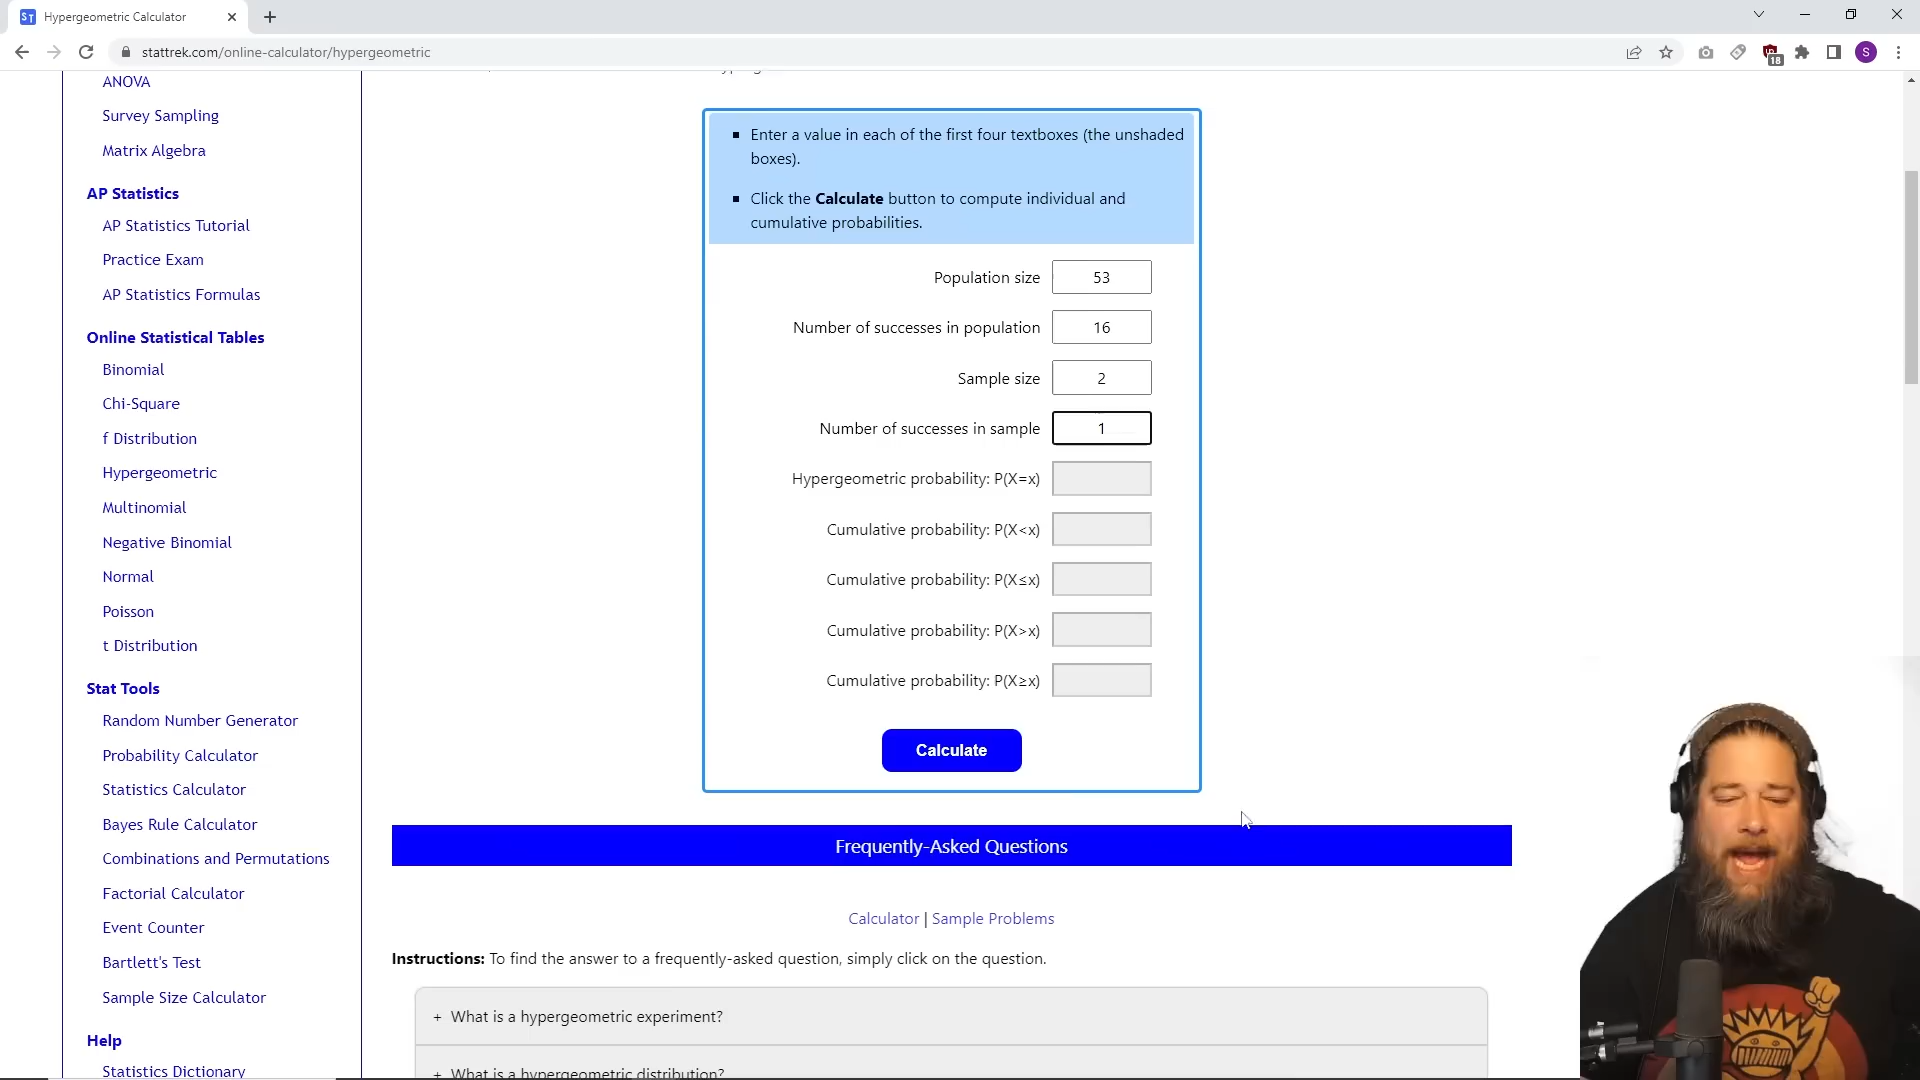 Hypergeometric Calculator
stattrek.com/online-calculator/hypergeometric
18
S
ANOVA
Survey Sampling
Matrix Algebra
AP Statistics
AP Statistics Tutorial
Practice Exam
AP Statistics Formulas
Online Statistical Tables
Binomial
Chi-Square
f Distribution
Hypergeometric
Multinomial
Negative Binomial
Normal
Poisson
t Distribution
Stat Tools
Random Number Generator
Probability Calculator
Statistics Calculator
Bayes Rule Calculator
Combinations and Permutations
Factorial Calculator
Event Counter
Bartlett's Test
Sample Size Calculator
Help
Statistics Dictionary
Enter a value in each of the first four textboxes (the unshaded
boxes).
Click the Calculate button to compute individual and
cumulative probabilities.
Population size 53
Number of successes in population 16
Sample size 2
Number of successes in sample 1
Hypergeometric probability: P(X=x)
Cumulative probability: P(X<x)
Cumulative probability: P(X≤x)
Cumulative probability: P(X>x)
Cumulative probability: P(X≥x)
Calculate
Frequently-Asked Questions
Calculator | Sample Problems
Instructions: To find the answer to a frequently-asked question, simply click on the question.
+ What is a hypergeometric experiment?
+ What is a hypergeometric distribution?